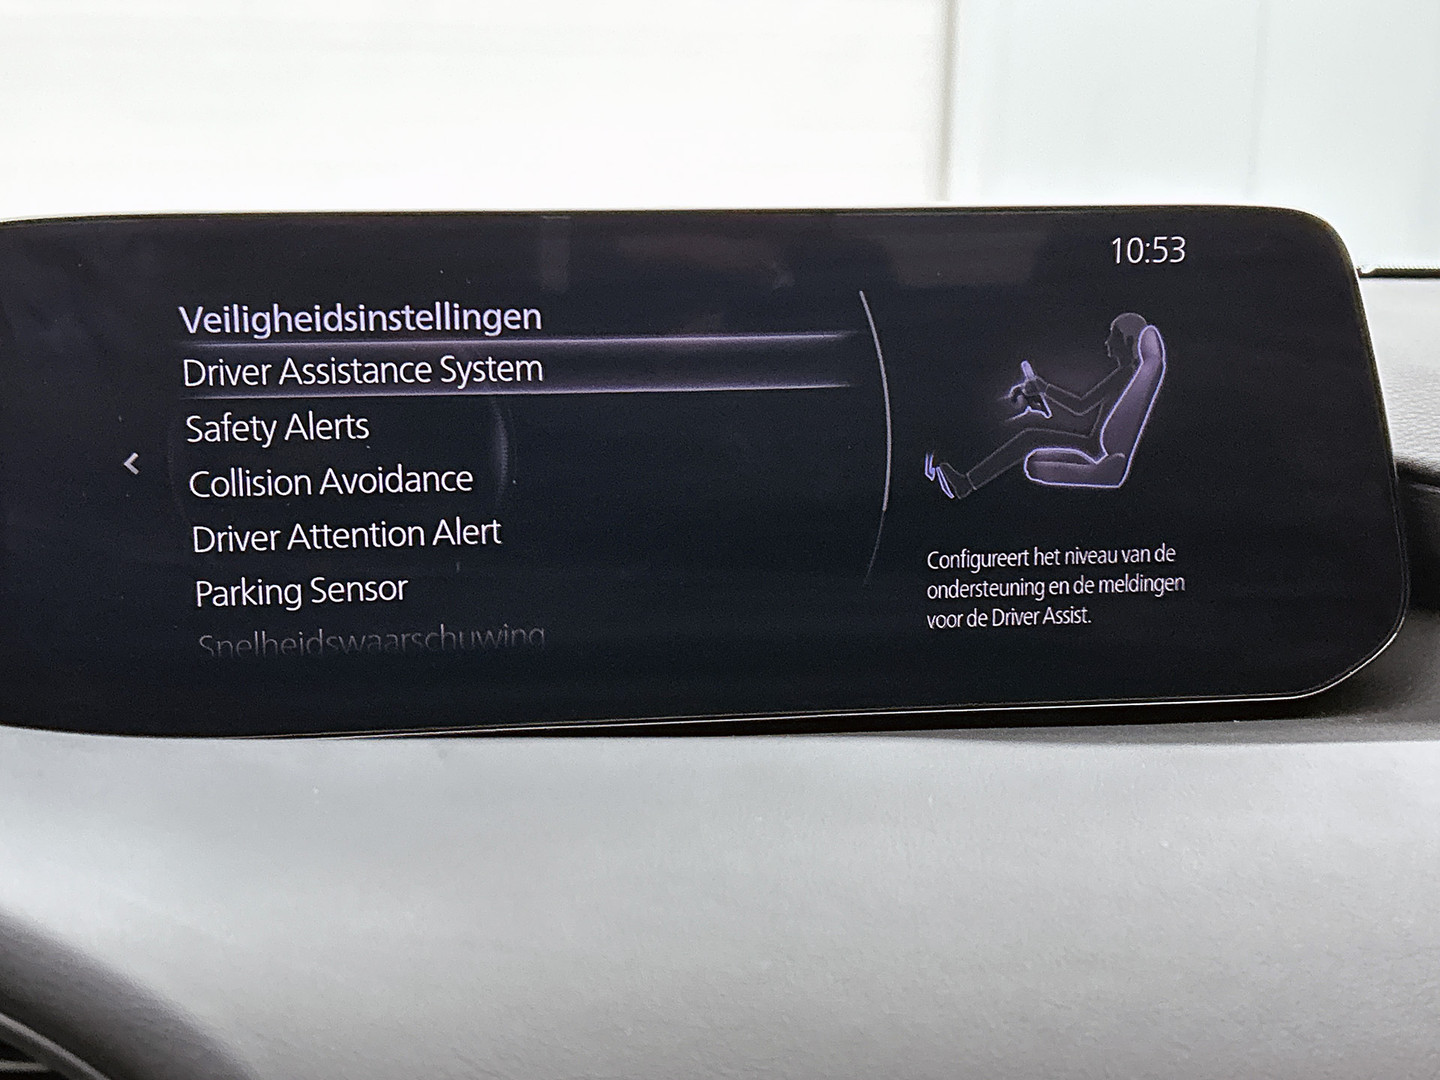 10:53
Veiligheidsinstellingen
Driver Assistance System
Safety Alerts
Collision Avoidance
Driver Attention Alert
Parking Sensor
Snelheidswaarschuwing
Configureert het niveau van de
ondersteuning en de meldingen
voor de Driver Assist.